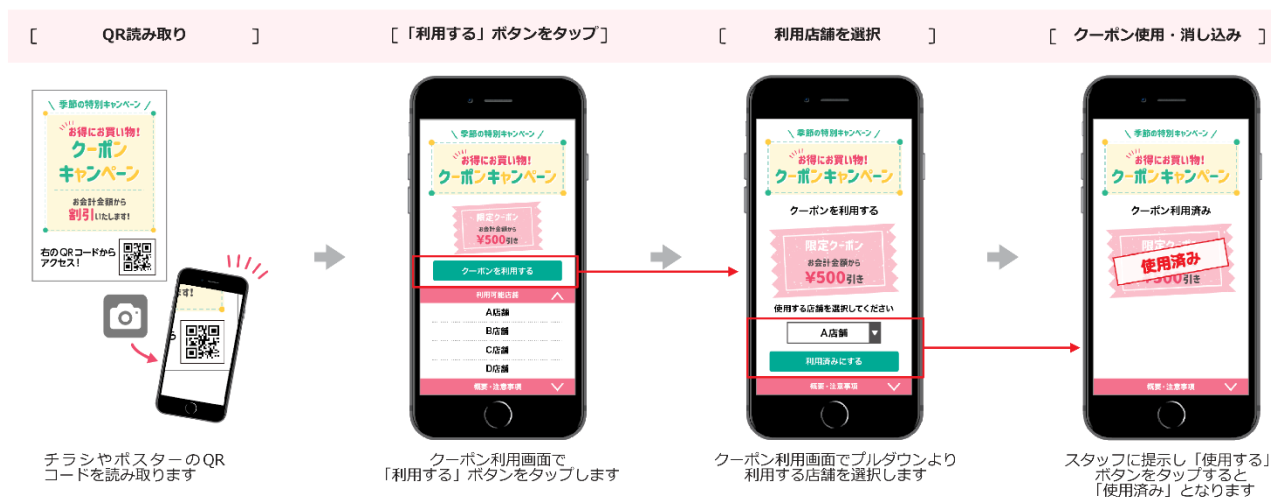 [ QR読み取り ]
[「利用する」ボタンをタップ]
[ 利用店舗を選択 ]
[ クーポン使用・消し込み ]
季節の特別キャンペーン
お得にお買い物!
クーポン
キャンペーン
お会計金額から
割引いたします!
右のQRコードから
アクセス!
す!
チラシやポスターのQR
コードを読み取ります
季節の特別キャンペーン
お得にお買い物!
クーポンキャンペーン
限定クーポン
お会計金額から
¥500引き
クーポンを利用する
利用可能店舗
A店舗
B店舗
C店舗
D店舗
概要・注意事項
クーポン利用画面で
「利用する」ボタンをタップします
季節の特別キャンペーン
お得にお買い物!
クーポンキャンペーン
クーポンを利用する
限定クーポン
お会計金額から
¥500引き
使用する店舗を選択してください
A店舗
利用済みにする
概要・注意事項
クーポン利用画面でプルダウンより
利用する店舗を選択します
季節の特別キャンペーン
お得にお買い物!
クーポンキャンペーン
クーポン利用済み
限定クーポン
使用済み
¥500引き
概要・注意事項
スタッフに提示し「使用する」
ボタンをタップすると
「使用済み」となります